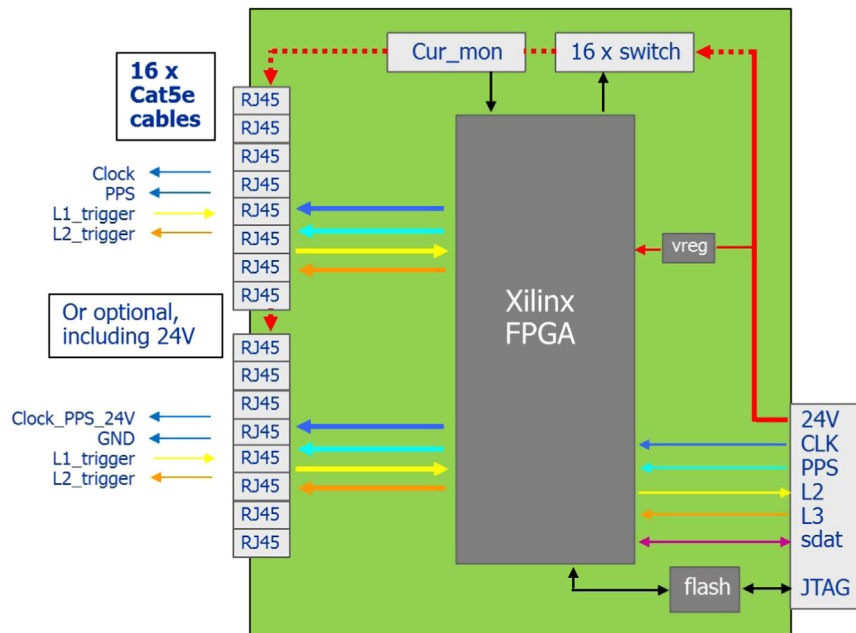 16 x
Cat5e
cables
Cur_mon
16 x switch
RJ45
RJ45
RJ45
RJ45
RJ45
RJ45
RJ45
RJ45
Clock
PPS
L1_trigger
L2_trigger
Or optional,
including 24V
vreg
Xilinx
FPGA
RJ45
RJ45
RJ45
RJ45
RJ45
RJ45
RJ45
RJ45
Clock_PPS_24V
GND
L1_trigger
L2_trigger
24V
CLK
PPS
L2
L3
sdat
flash
JTAG